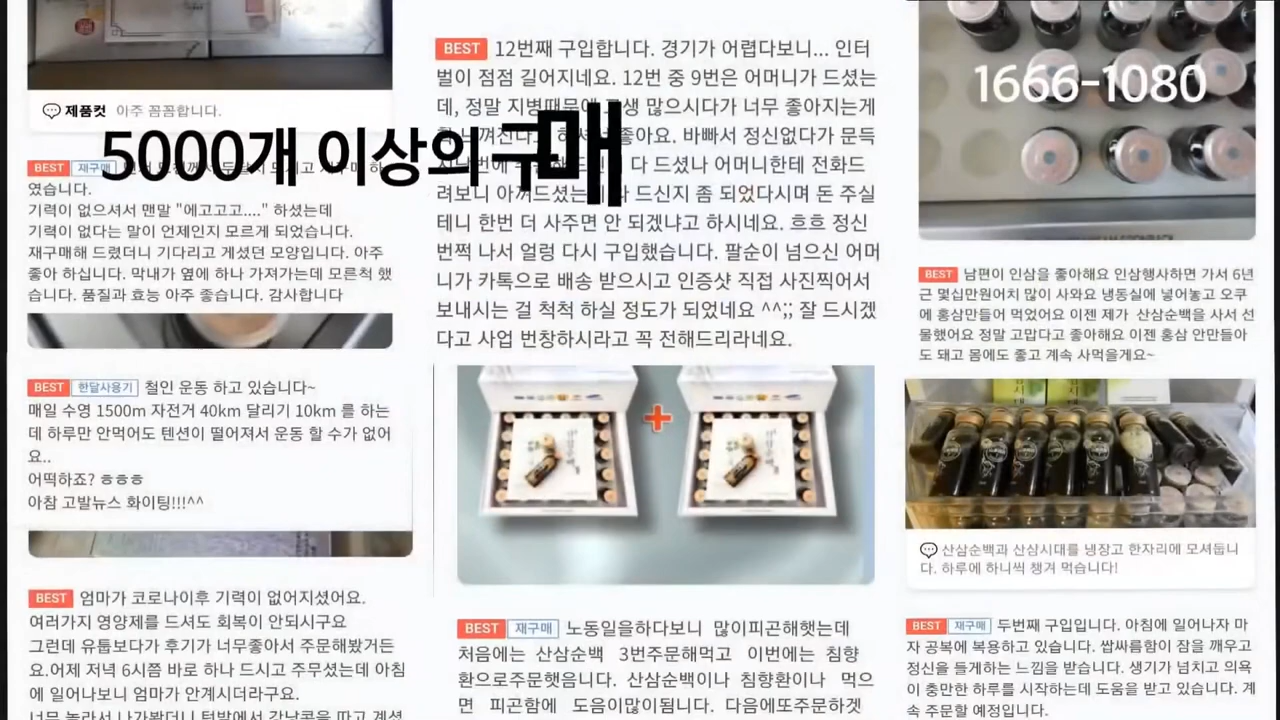 제품컷 아주 꼼꼼합니다.
5000개 이상의 구매
BEST 재구매
였습니다.
기력이 없으셔서 맨말 "에고고고...." 하셨는데
기력이 없다는 말이 언제인지 모르게 되었습니다.
재구매해 드렸더니 기다리고 계셨던 모양입니다. 아주
좋아 하십니다. 막내가 옆에 하나 가져가는데 모른척 했
습니다. 품질과 효능 아주 좋습니다. 감사합니다
BEST 한달사용기 철인 운동 하고 있습니다~
매일 수영 1500m 자전거 40km 달리기 10km 를 하는
데 하루만 안먹어도 텐션이 떨어져서 운동 할 수가 없어
요..
어떡하죠? ㅎㅎㅎ
아참 고발뉴스 화이팅!!!^^
BEST 엄마가 코로나이후 기력이 없어지셨어요.
여러가지 영양제를 드셔도 회복이 안되시구요
그런데 유튭보다가 후기가 너무좋아서 주문해봤거든
요.어제 저녁 6시쯤 바로 하나 드시고 주무셨는데 아침
에 일어나보니 엄마가 안계시더라구요.
너무 놀라서 나가봤더니 텃밭에서 강낭콩을 따고 계셨
BEST 12번째 구입합니다. 경기가 어렵다보니... 인터
벌이 점점 길어지네요. 12번 중 9번은 어머니가 드셨는
데, 정말 지병때문에 고생 많으시다가 너무 좋아지는게
느껴진다 좋아요. 바빠서 정신없다가 문득
다 드셨나 어머니한테 전화드
려보니 아껴드셨는 드신지 좀 되었다시며 돈 주실
테니 한번 더 사주면 안 되겠냐고 하시네요. 흐흐 정신
번쩍 나서 얼렁 다시 구입했습니다. 팔순이 넘으신 어머
니가 카톡으로 배송 받으시고 인증샷 직접 사진찍어서
보내시는 걸 척척 하실 정도가 되었네요 ^^;; 잘 드시겠
다고 사업 번창하시라고 꼭 전해드리라네요.
BEST 재구매 노동일을하다보니 많이피곤해했는데
처음에는 산삼순백 3번주문해먹고 이번에는 침향
환으로주문했음니다. 산삼순백이나 침향환이나 먹으
면 피곤함에 도음이많이됨니다. 다음에또주문하겟
1666-1080
BEST 남편이 인삼을 좋아해요 인삼행사하면 가서 6년
근 몇십만원어치 많이 사와요 냉동실에 넣어놓고 오쿠
에 홍삼만들어 먹었어요 이젠 제가 산삼순백을 사서 선
물했어요 정말 고맙다고 좋아해요 이젠 홍삼 안만들아
도 돼고 몸에도 좋고 계속 사먹을게요~
산삼순백과 산삼시대를 냉장고 한자리에 모셔둡니
다. 하루에 하나씩 챙겨 먹습니다!
BEST 재구매 두번째 구입입니다. 아침에 일어나자 마
자 공복에 복용하고 있습니다. 쌉싸름함이 잠을 깨우고
정신을 들게하는 느낌을 받습니다. 생기가 넘치고 의욕
이 충만한 하루를 시작하는데 도움을 받고 있습니다. 계
속 주문할 예정입니다.